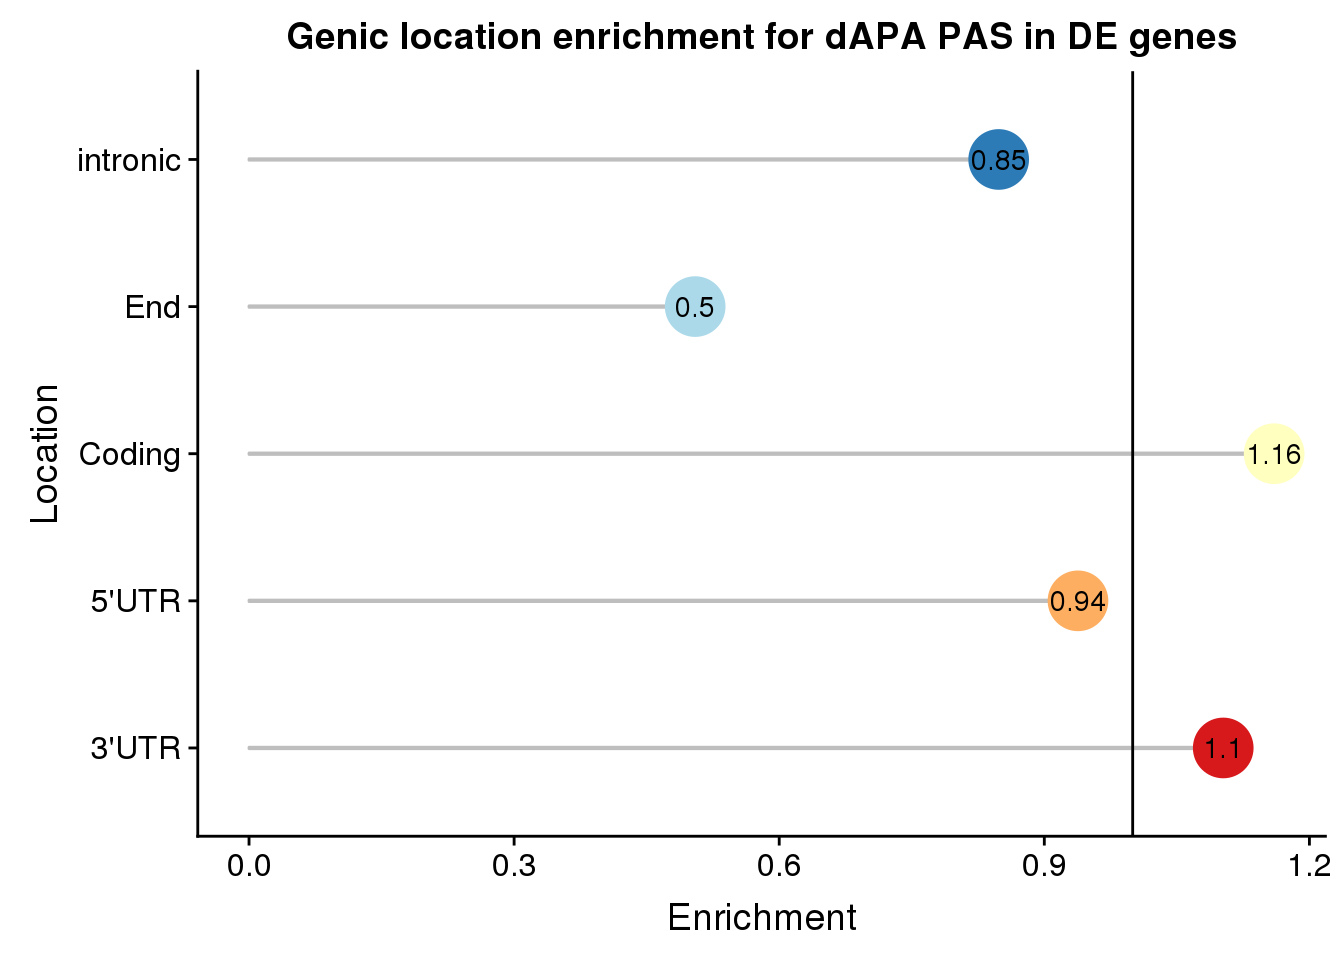 Genic location enrichment for dAPA PAS in DE genes
intronic
0.85
End
0.5
Location
Coding
1.16
5'UTR
0.94
3'UTR
1.1
0.0 0.3 0.6 0.9 1.2
Enrichment